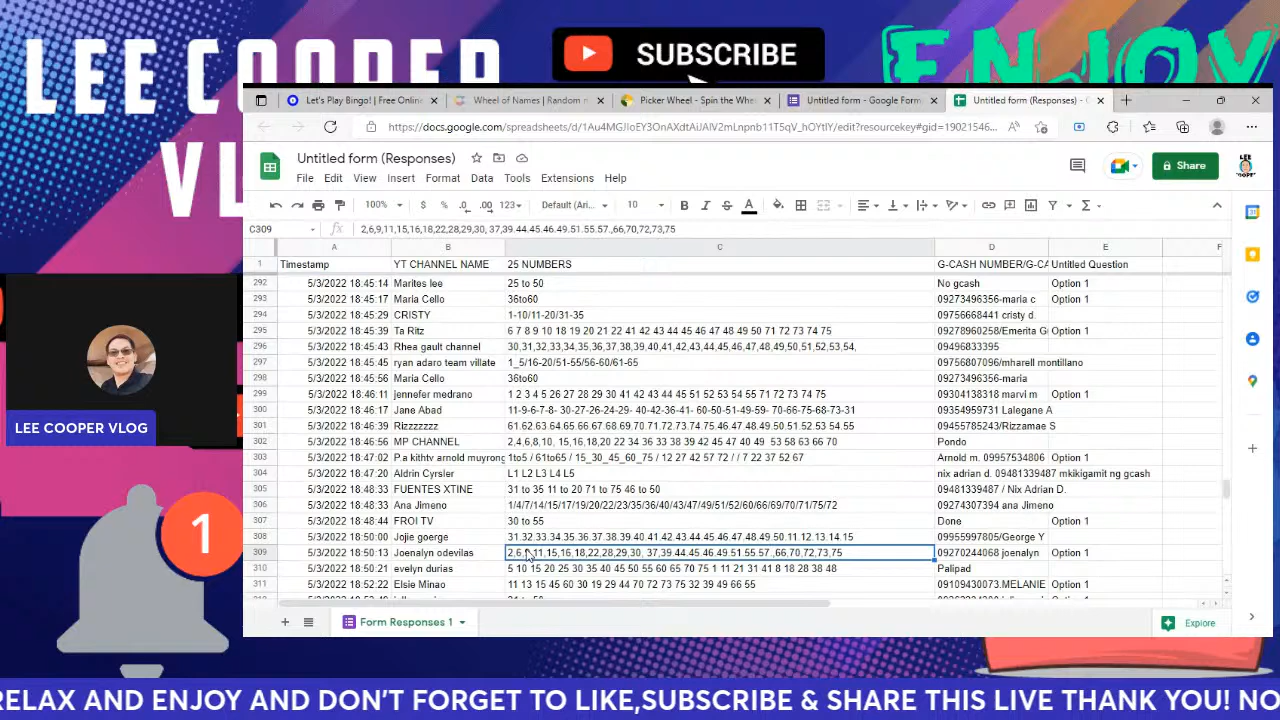 LEE COOPER
VL
SUBSCRIBE
ENJOY
Let's Play Bingo! | Free Online
Wheel of Names | Random n
Picker Wheel - Spin the Whe
Untitled form - Google Form
Untitled form (Responses) - G
Untitled form (Responses)
File Edit View Insert Format Data Tools Extensions Help
Share
100% $ % .0 .00 123 Default (Ari... 10 B I S A
C309 fx 2,6,9,11,15,16,18,22,28,29,30, 37,39.44.45.46.49.51.55.57.,66,70,72,73,75
A B C D E F
1 Timestamp YT CHANNEL NAME 25 NUMBERS G-CASH NUMBER/G-CA Untitled Question
292 5/3/2022 18:45:14 Marites lee 25 to 50 No gcash Option 1
293 5/3/2022 18:45:17 Maria Cello 36to60 09273496356-maria c Option 1
294 5/3/2022 18:45:29 CRISTY 1-10/11-20/31-35 09756668441 cristy d.
295 5/3/2022 18:45:39 Ta Ritz 6 7 8 9 10 18 19 20 21 22 41 42 43 44 45 46 47 48 49 50 71 72 73 74 75 09278960258/Emerita G Option 1
296 5/3/2022 18:45:43 Rhea gault channel 30,31,32,33,34,35,36,37,38,39,40,41,42,43,44,45,46,47,48,49,50,51,52,53,54, 09496833395
297 5/3/2022 18:45:45 ryan adaro team villate 1_5/16-20/51-55/56-60/61-65 09756807096/mharell montillano
298 5/3/2022 18:45:56 Maria Cello 36to60 09273496356-maria
299 5/3/2022 18:46:11 jennefer medrano 1 2 3 4 5 26 27 28 29 30 41 42 43 44 45 51 52 53 54 55 71 72 73 74 75 09304138318 marvi m Option 1
300 5/3/2022 18:46:17 Jane Abad 11-9-6-7-8- 30-27-26-24-29- 40-42-36-41- 60-50-51-49-59- 70-66-75-68-73-31 09354959731 Lalegane A
301 5/3/2022 18:46:39 Rizzzzzzz 61.62 63 64 65 66 67 68 69.70 71.72 73.74 75 46 47 48.49 50.51.52.53 54.55 09455785243/Rizzamae S
302 5/3/2022 18:46:56 MP CHANNEL 2,4,6,8,10, 15,16,18,20 22 34 36 33 38 39 42 45 47 40 49 53 58 63 66 70 Pondo
303 5/3/2022 18:47:02 P.a kithtv arnold muyrong 1to5 / 61to65 / 15_30_45_60_75 / 12 27 42 57 72 / / 7 22 37 52 67 Arnold m. 09957534806 Option 1
304 5/3/2022 18:47:20 Aldrin Cyrsler L1 L2 L3 L4 L5 nix adrian d. 09481339487 mkikigamit ng gcash
305 5/3/2022 18:48:33 FUENTES XTINE 31 to 35 11 to 20 71 to 75 46 to 50 09481339487 / Nix Adrian D.
306 5/3/2022 18:48:33 Ana Jimeno 1/4/7/14/15/17/19/20/22/23/35/36/40/43/47/49/51/52/60/66/69/70/71/75/72 09274307394 ana Jimeno
307 5/3/2022 18:48:44 FROI TV 30 to 55 Done Option 1
308 5/3/2022 18:50:00 Jojie goerge 31.32.33.34.35.36.37.38.39.40.41.42.43.44.45.46.47.48.49.50.11.12.13.14.15 09955997805/George Y
309 5/3/2022 18:50:13 Joenalyn odevilas 2,6,9,11,15,16,18,22,28,29,30, 37,39.44.45.46.49.51.55.57.,66,70,72,73,75 09270244068 joenalyn Option 1
310 5/3/2022 18:50:21 evelyn durias 5 10 15 20 25 30 35 40 45 50 55 60 65 70 75 1 11 21 31 41 8 18 28 38 48 Palipad
311 5/3/2022 18:52:22 Elsie Minao 11 13 15 45 60 30 19 29 44 70 72 73 75 32 39 49 66 55 09109430073.MELANIE Option 1
Form Responses 1
Explore
LEE COOPER VLOG
1
RELAX AND ENJOY AND DON'T FORGET TO LIKE,SUBSCRIBE & SHARE THIS LIVE THANK YOU! NO